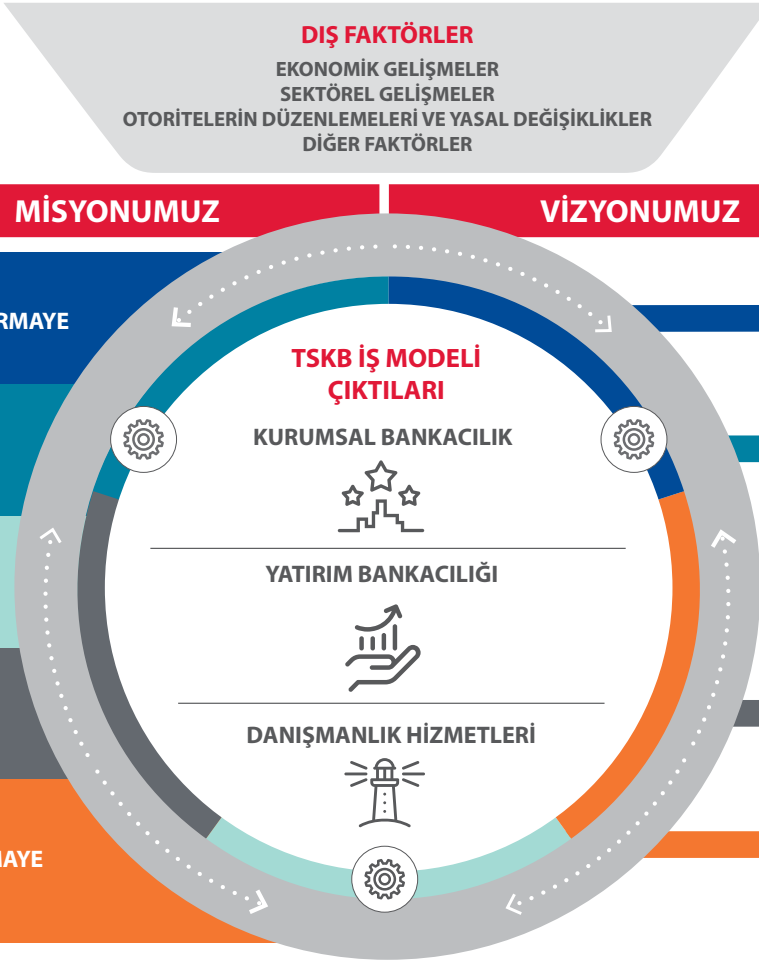 DIŞ FAKTÖRLER
EKONOMİK GELİŞMELER
SEKTÖREL GELİŞMELER
OTORİTELERİN DÜZENLEMELERİ VE YASAL DEĞİŞİKLİKLER
DİĞER FAKTÖRLER
MİSYONUMUZ
VİZYONUMUZ
RMAYE
TSKB İŞ MODELİ
ÇIKTILARI
KURUMSAL BANKACILIK
YATIRIM BANKACILIĞI
DANIŞMANLIK HİZMETLERİ
MAYE